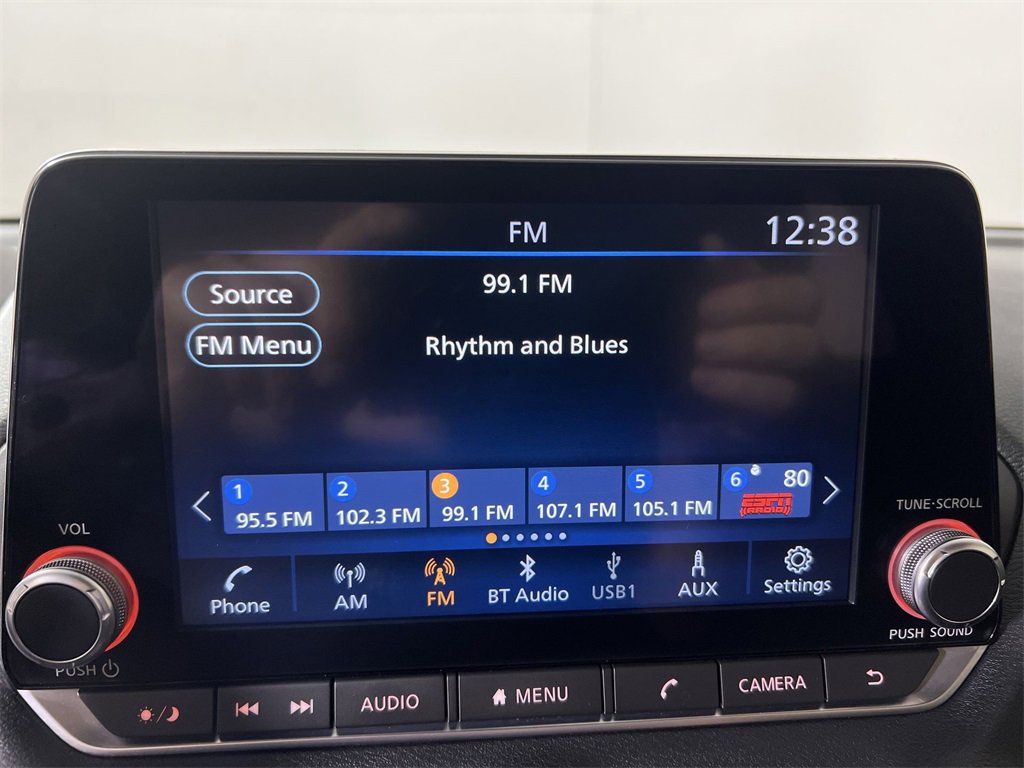 FM
12:38
Source
99.1 FM
FM Menu
Rhythm and Blues
1
2
3
4
5
6
80
95.5 FM
102.3 FM
99.1 FM
107.1 FM
105.1 FM
ESPN
RADIO
VOL
TUNE·SCROLL
Phone
AM
FM
BT Audio
USB1
AUX
Settings
PUSH
PUSH SOUND
AUDIO
MENU
CAMERA